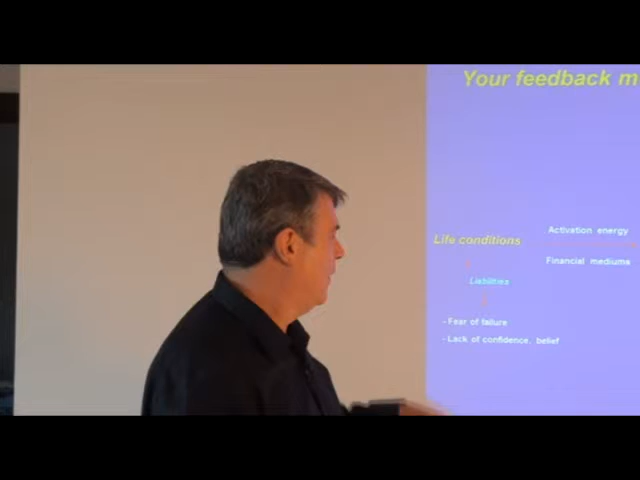 Your feedback m
Activation energy
Life conditions
Financial mediums
Liabilities
- Fear of failure
- Lack of confidence, belief